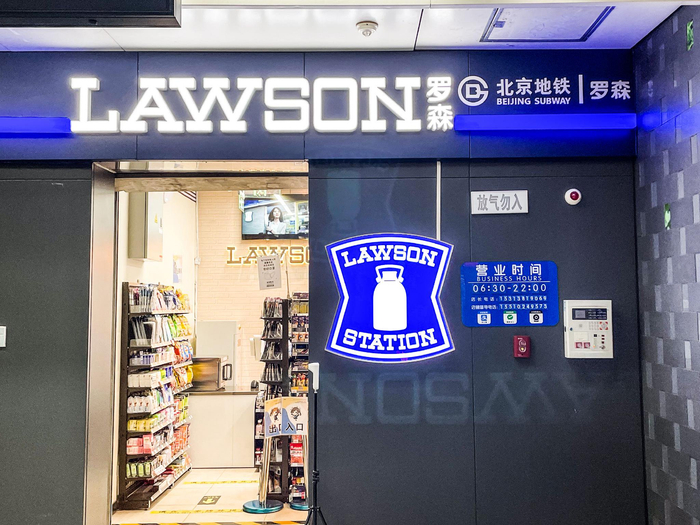 LAWSON 罗森
北京地铁 罗森
BEIJING SUBWAY
放气勿入
LAWSON
LAWSON
STATION
营业时间
BUSINESS HOURS
06:30-22:00
出口 入口